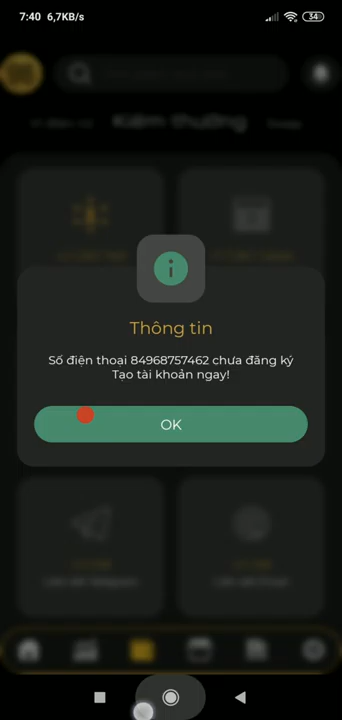 7:40 6,7KB/s
34
Kiếm thưởng
Thông tin
Số điện thoại 84968757462 chưa đăng ký
Tạo tài khoản ngay!
OK